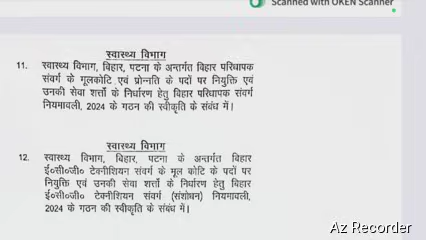 Scanned with OKEN Scanner
स्वास्थ्य विभाग
11. स्वास्थ्य विभाग, बिहार, पटना के अन्तर्गत बिहार परिधापक
संवर्ग के मूलकोटि एवं प्रोन्नति के पदों पर नियुक्ति एवं
उनकी सेवा शर्त्तो के निर्धारण हेतु बिहार परिधापक संवर्ग
नियमावली, 2024 के गठन की स्वीकृति के संबंध में।
स्वास्थ्य विभाग
12. स्वास्थ्य विभाग, बिहार, पटना के अन्तर्गत बिहार
ई०सी०जी० टेक्नीशियन संवर्ग के मूल कोटि के पदों पर
नियुक्ति एवं उनकी सेवा शर्त्तो के निर्धारण हेतु बिहार
ई०सी०जी० टेक्नीशियन संवर्ग (संशोधन) नियमावली,
2024 के गठन की स्वीकृति के संबंध में।
Az Recorder